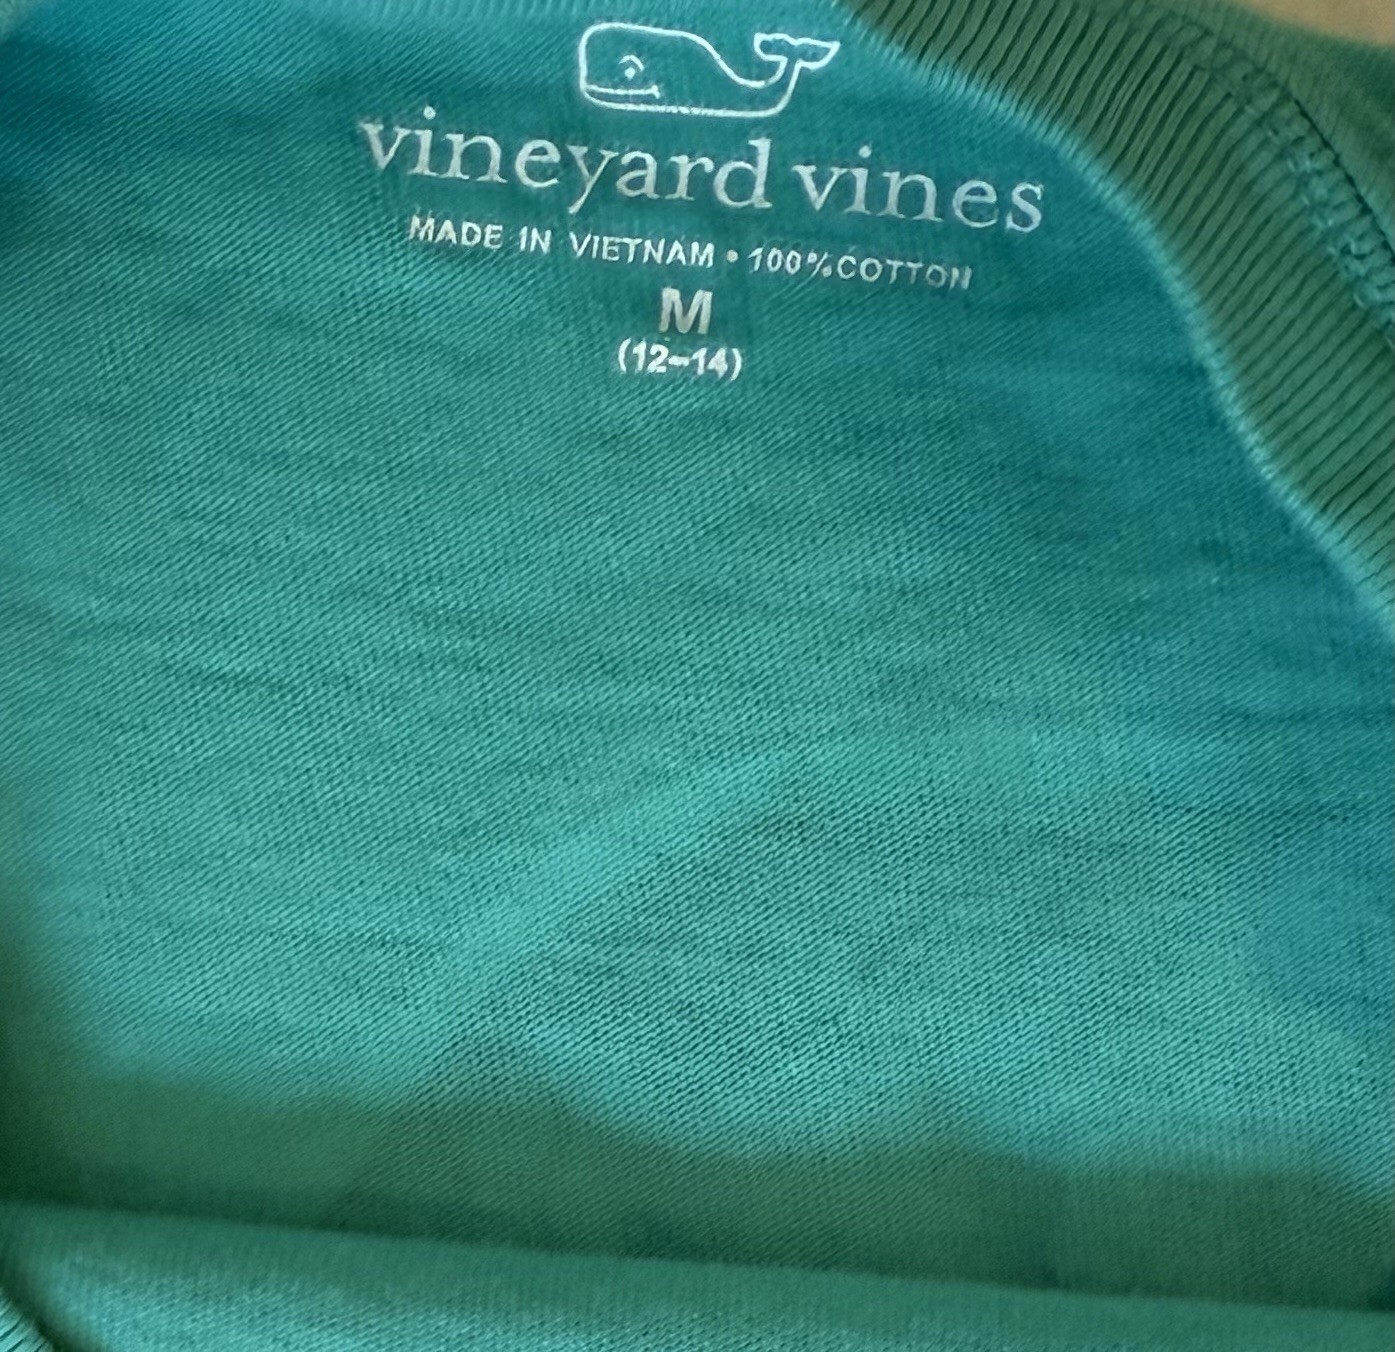 vineyard vines
MADE IN VIETNAM • 100%COTTON
M
(12–14)